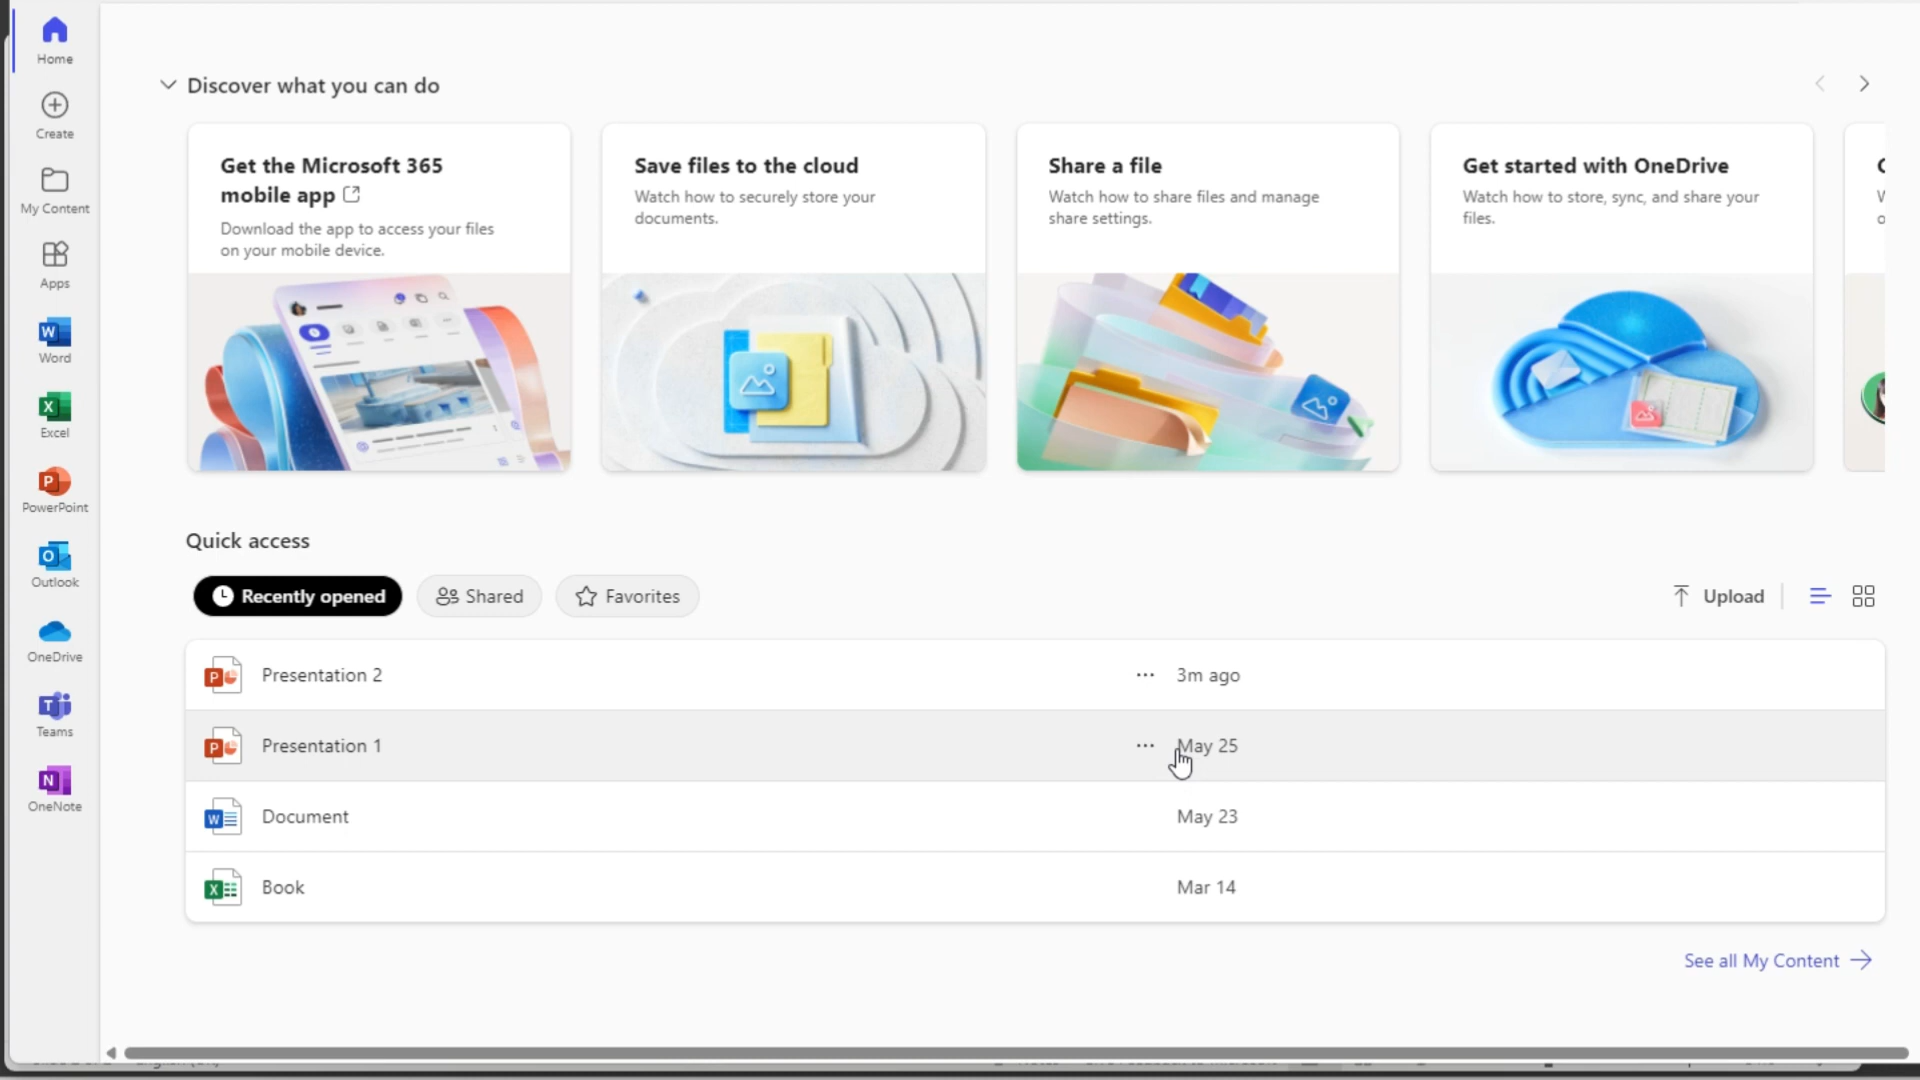 Home
Create
My Content
Apps
Word
Excel
PowerPoint
Outlook
OneDrive
Teams
OneNote
Discover what you can do
Get the Microsoft 365
mobile app
Download the app to access your files
on your mobile device.
Save files to the cloud
Watch how to securely store your
documents.
Share a file
Watch how to share files and manage
share settings.
Get started with OneDrive
Watch how to store, sync, and share your
files.
Quick access
Recently opened
Shared
Favorites
Upload
Presentation 2
3m ago
Presentation 1
May 25
Document
May 23
Book
Mar 14
See all My Content